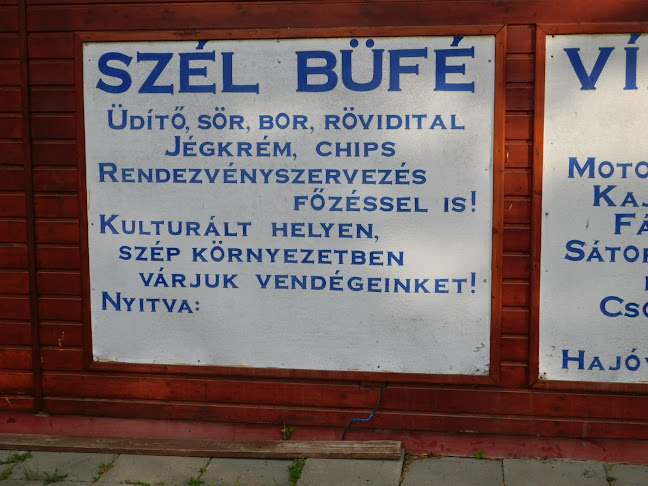 SZÉL BÜFÉ
ÜDÍTŐ, SÖR, BOR, RÖVIDITAL
JÉGKRÉM, CHIPS
RENDEZVÉNYSZERVEZÉS
FŐZÉSSEL IS!
KULTURÁLT HELYEN,
SZÉP KÖRNYEZETBEN
VÁRJUK VENDÉGEINKET!
NYITVA: